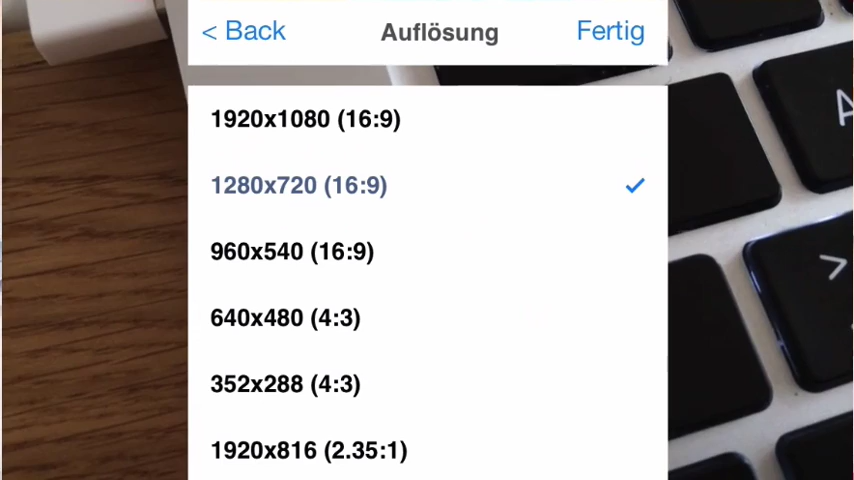 < Back Auflösung Fertig
1920x1080 (16:9)
1280x720 (16:9)
960x540 (16:9)
640x480 (4:3)
352x288 (4:3)
1920x816 (2.35:1)
A
>